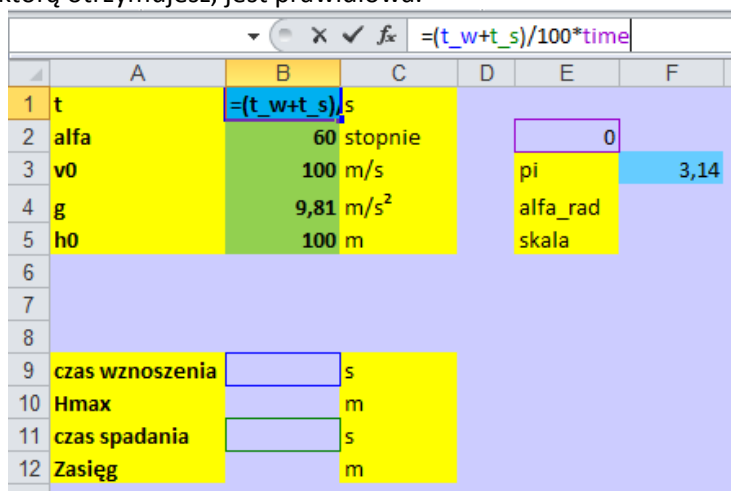 którą otrzymujesz, jest prawidłowa.
fx =(t_w+t_s)/100*time
A B C D E F
1 t =(t_w+t_s)/ s
2 alfa 60 stopnie 0
3 v0 100 m/s pi 3,14
4 g 9,81 m/s² alfa_rad
5 h0 100 m skala
6
7
8
9 czas wznoszenia s
10 Hmax m
11 czas spadania s
12 Zasięg m